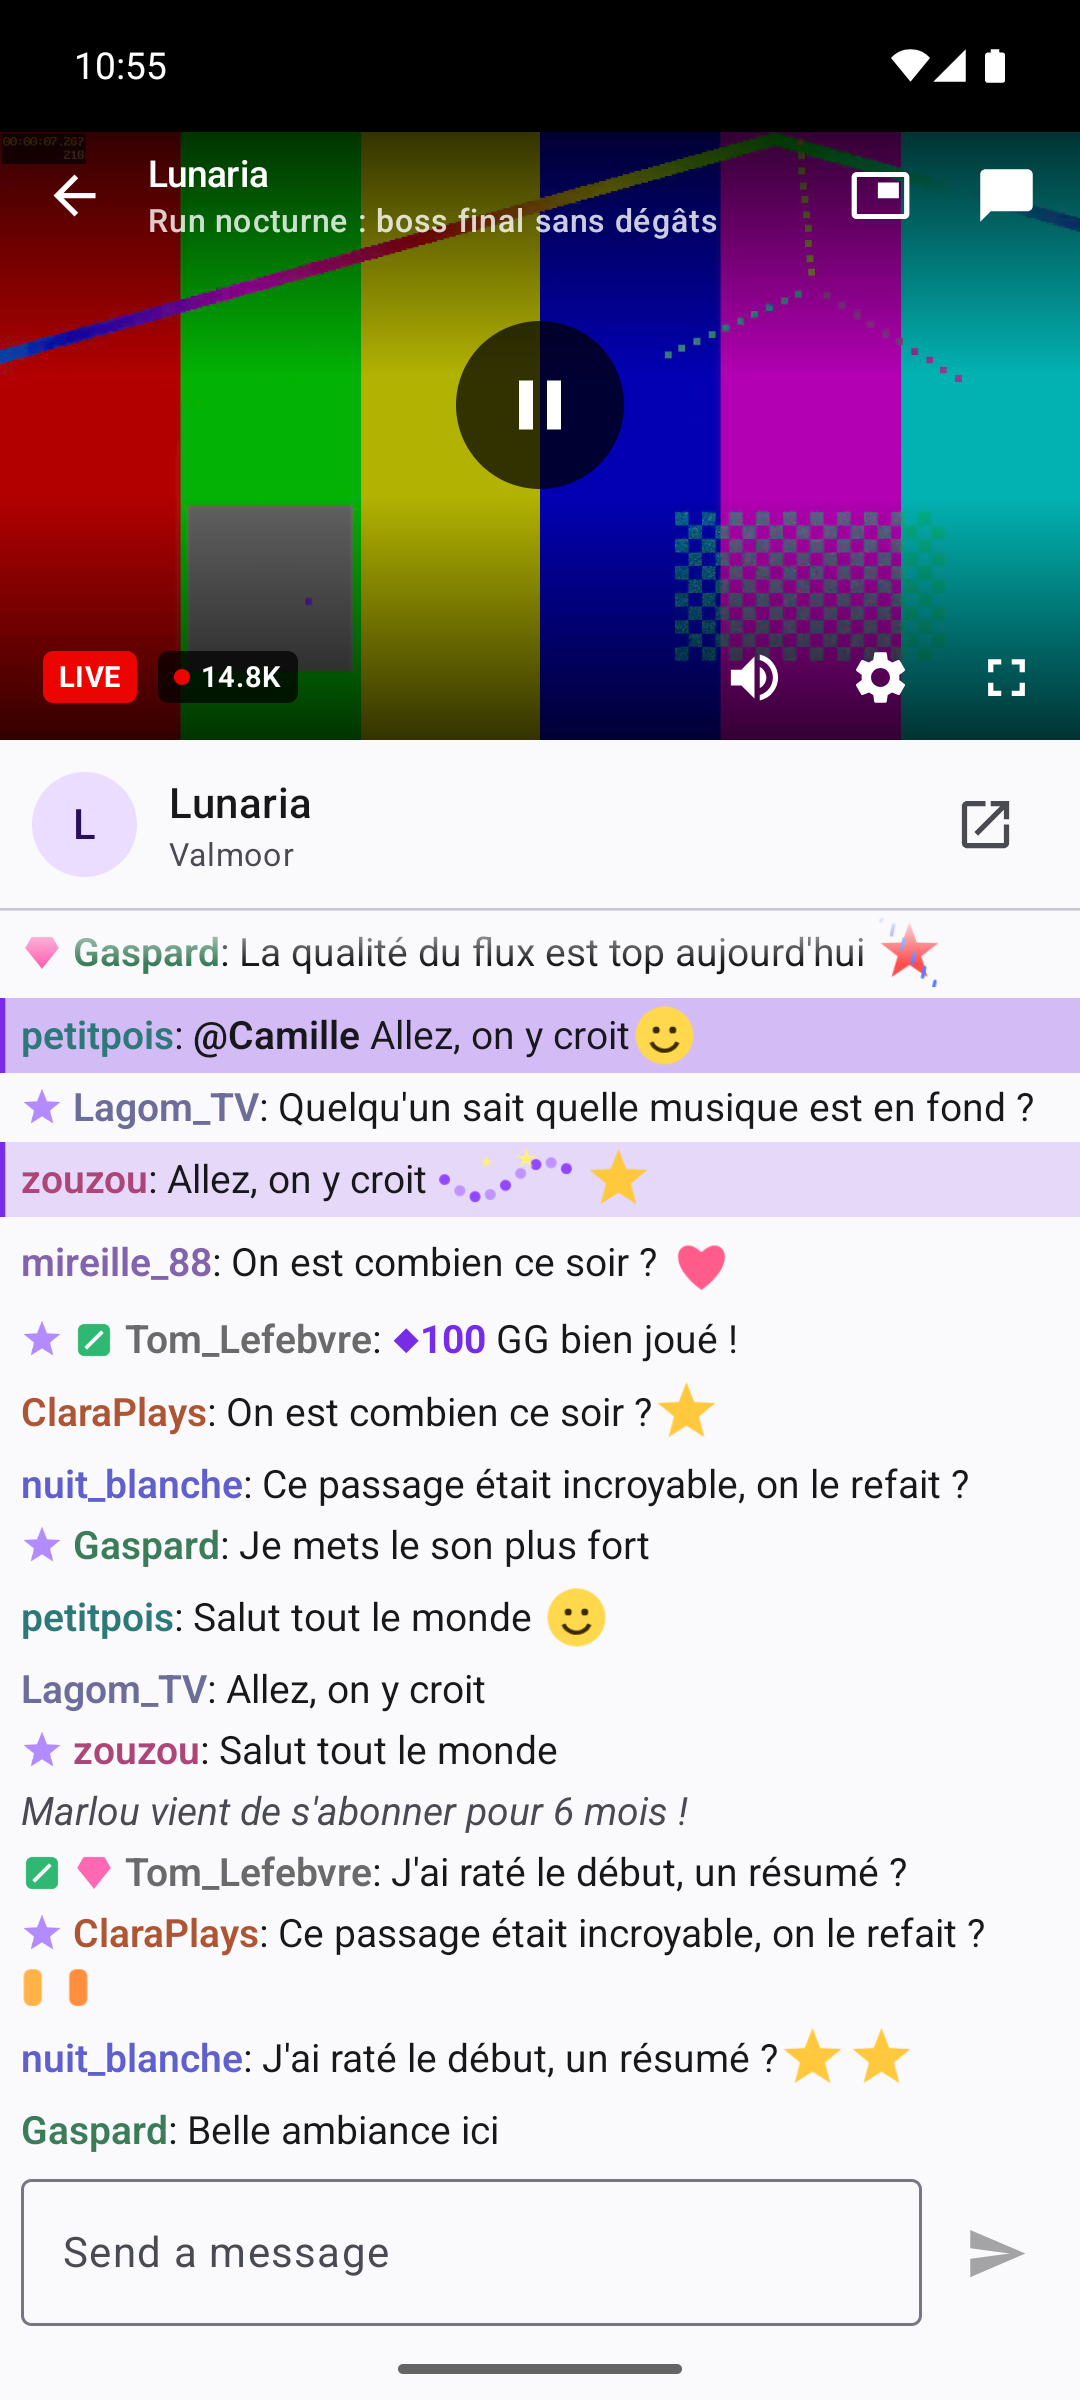 10:55
00:00:07.267
210
Lunaria
Run nocturne : boss final sans dégâts
LIVE
14.8K
L
Lunaria
Valmoor
Gaspard: La qualité du flux est top aujourd'hui
petitpois: @Camille Allez, on y croit
Lagom_TV: Quelqu'un sait quelle musique est en fond ?
zouzou: Allez, on y croit
mireille_88: On est combien ce soir ?
Tom_Lefebvre: 100 GG bien joué !
ClaraPlays: On est combien ce soir ?
nuit_blanche: Ce passage était incroyable, on le refait ?
Gaspard: Je mets le son plus fort
petitpois: Salut tout le monde
Lagom_TV: Allez, on y croit
zouzou: Salut tout le monde
Marlou vient de s'abonner pour 6 mois !
Tom_Lefebvre: J'ai raté le début, un résumé ?
ClaraPlays: Ce passage était incroyable, on le refait ?
nuit_blanche: J'ai raté le début, un résumé ?
Gaspard: Belle ambiance ici
Send a message